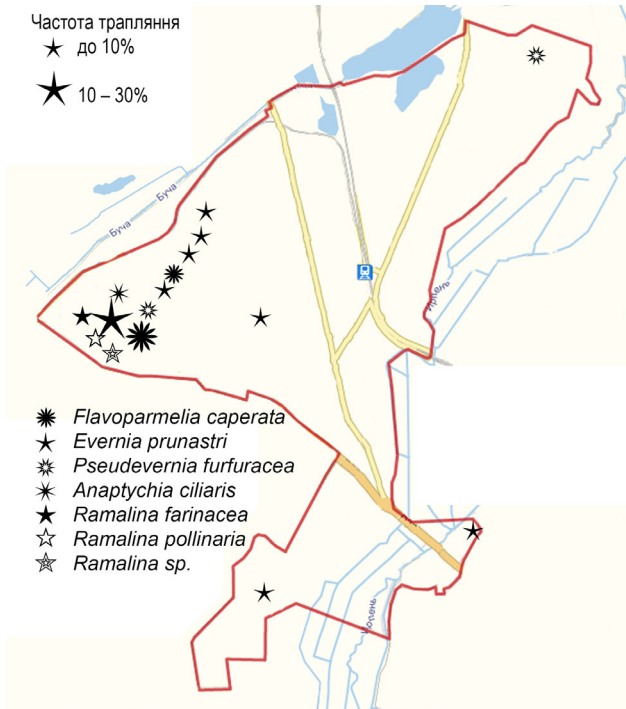 Частота трапляння
до 10%
10 – 30%
Буча
Буча
Ирпень
Flavoparmelia caperata
Evernia prunastri
Pseudevernia furfuracea
Anaptychia ciliaris
Ramalina farinacea
Ramalina pollinaria
Ramalina sp.